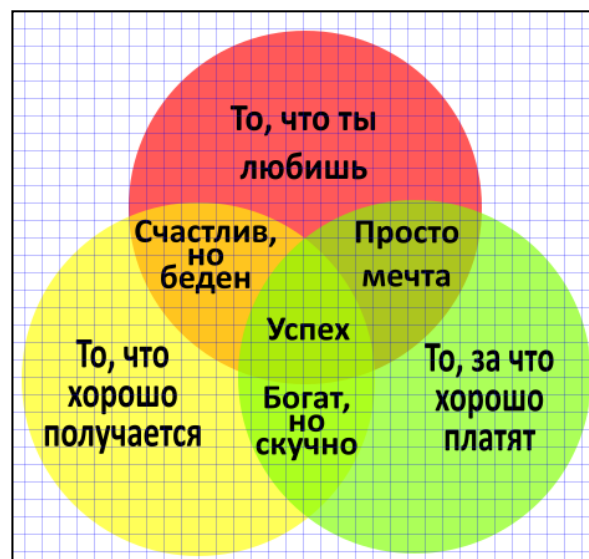 То, что ты
любишь
Счастлив,
но
беден
Просто
мечта
Успех
То, что
хорошо
получается
Богат,
но
скучно
То, за что
хорошо
платят